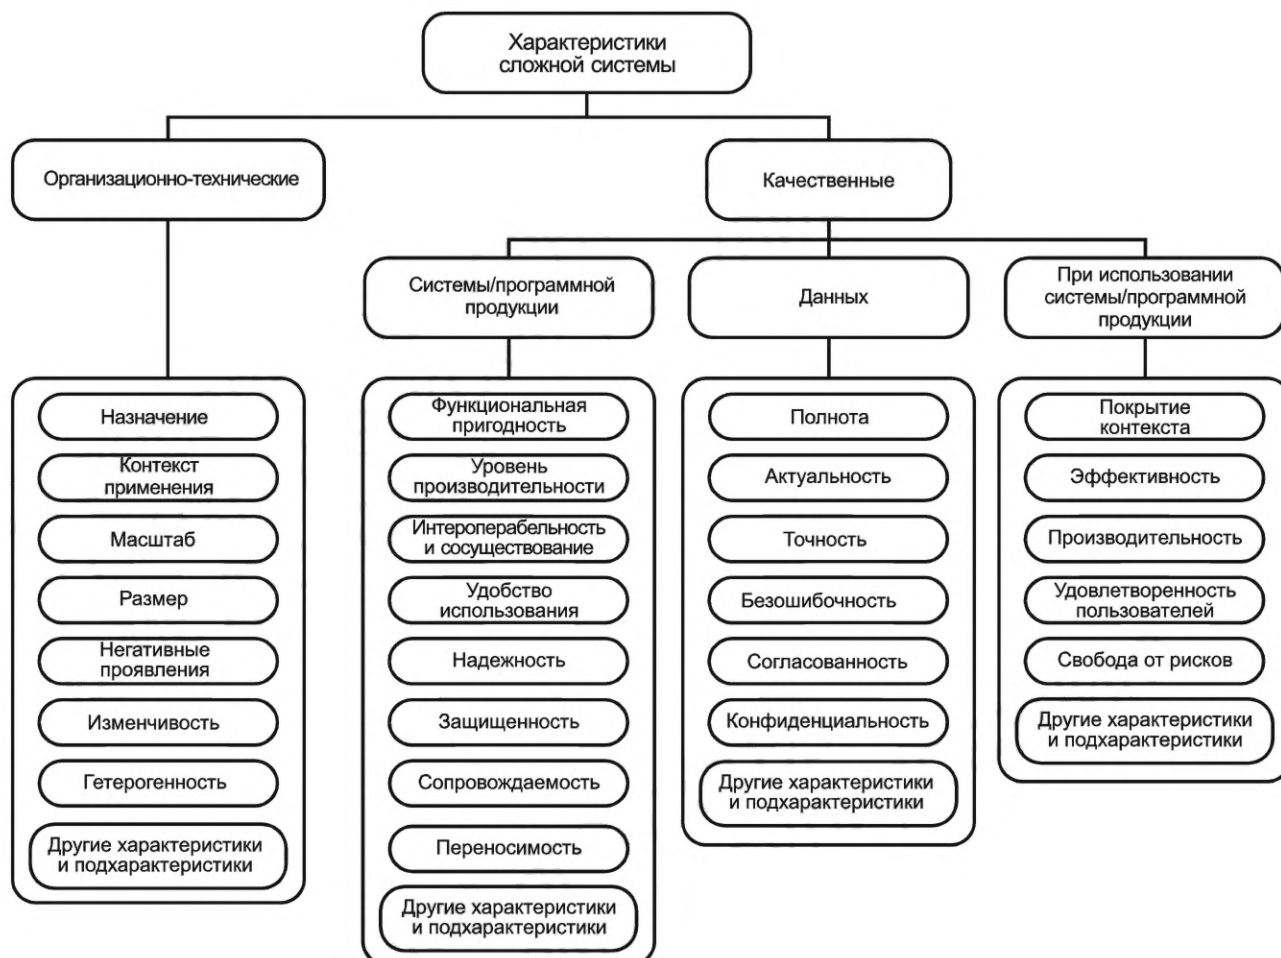 Характеристики
сложной системы
Организационно-технические
Качественные
Системы/программной
продукции
Данных
При использовании
системы/программной
продукции
Назначение
Контекст
применения
Масштаб
Размер
Негативные
проявления
Изменчивость
Гетерогенность
Другие характеристики
и подхарактеристики
Функциональная
пригодность
Уровень
производительности
Интероперабельность
и сосуществование
Удобство
использования
Надежность
Защищенность
Сопровождаемость
Переносимость
Другие характеристики
и подхарактеристики
Полнота
Актуальность
Точность
Безошибочность
Согласованность
Конфиденциальность
Другие характеристики
и подхарактеристики
Покрытие
контекста
Эффективность
Производительность
Удовлетворенность
пользователей
Свобода от рисков
Другие характеристики
и подхарактеристики